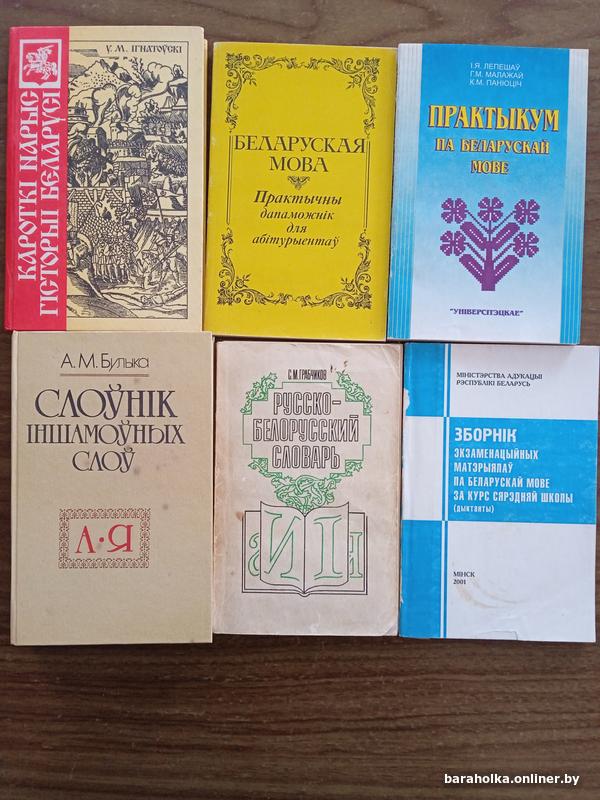 У. М. ІГНАТОЎСКІ
КАРОТКІ НАРЫС
ГІСТОРЫІ БЕЛАРУСІ
БЕЛАРУСКАЯ
МОВА
Практычны
дапаможнік
для
абітурыентаў
І.Я. ЛЕПЕШАЎ
Г.М. МАЛАЖАЙ
К.М. ПАНЮЦІЧ
ПРАКТЫКУМ
ПА БЕЛАРУСКАЙ
МОВЕ
"УНІВЕРСІТЭЦКАЕ"
А. М. Булыка
СЛОЎНІК
ІНШАМОЎНЫХ
СЛОЎ
Л·Я
С. М. ГРАБЧИКОВ
РУССКО-
БЕЛОРУССКИЙ
СЛОВАРЬ
МІНІСТЭРСТВА АДУКАЦЫІ
РЭСПУБЛІКІ БЕЛАРУСЬ
ЗБОРНІК
ЭКЗАМЕНАЦЫЙНЫХ
МАТЭРЫЯЛАЎ
ПА БЕЛАРУСКАЙ МОВЕ
ЗА КУРС СЯРЭДНЯЙ ШКОЛЫ
(дыктанты)
МІНСК
2001
baraholka.onliner.by